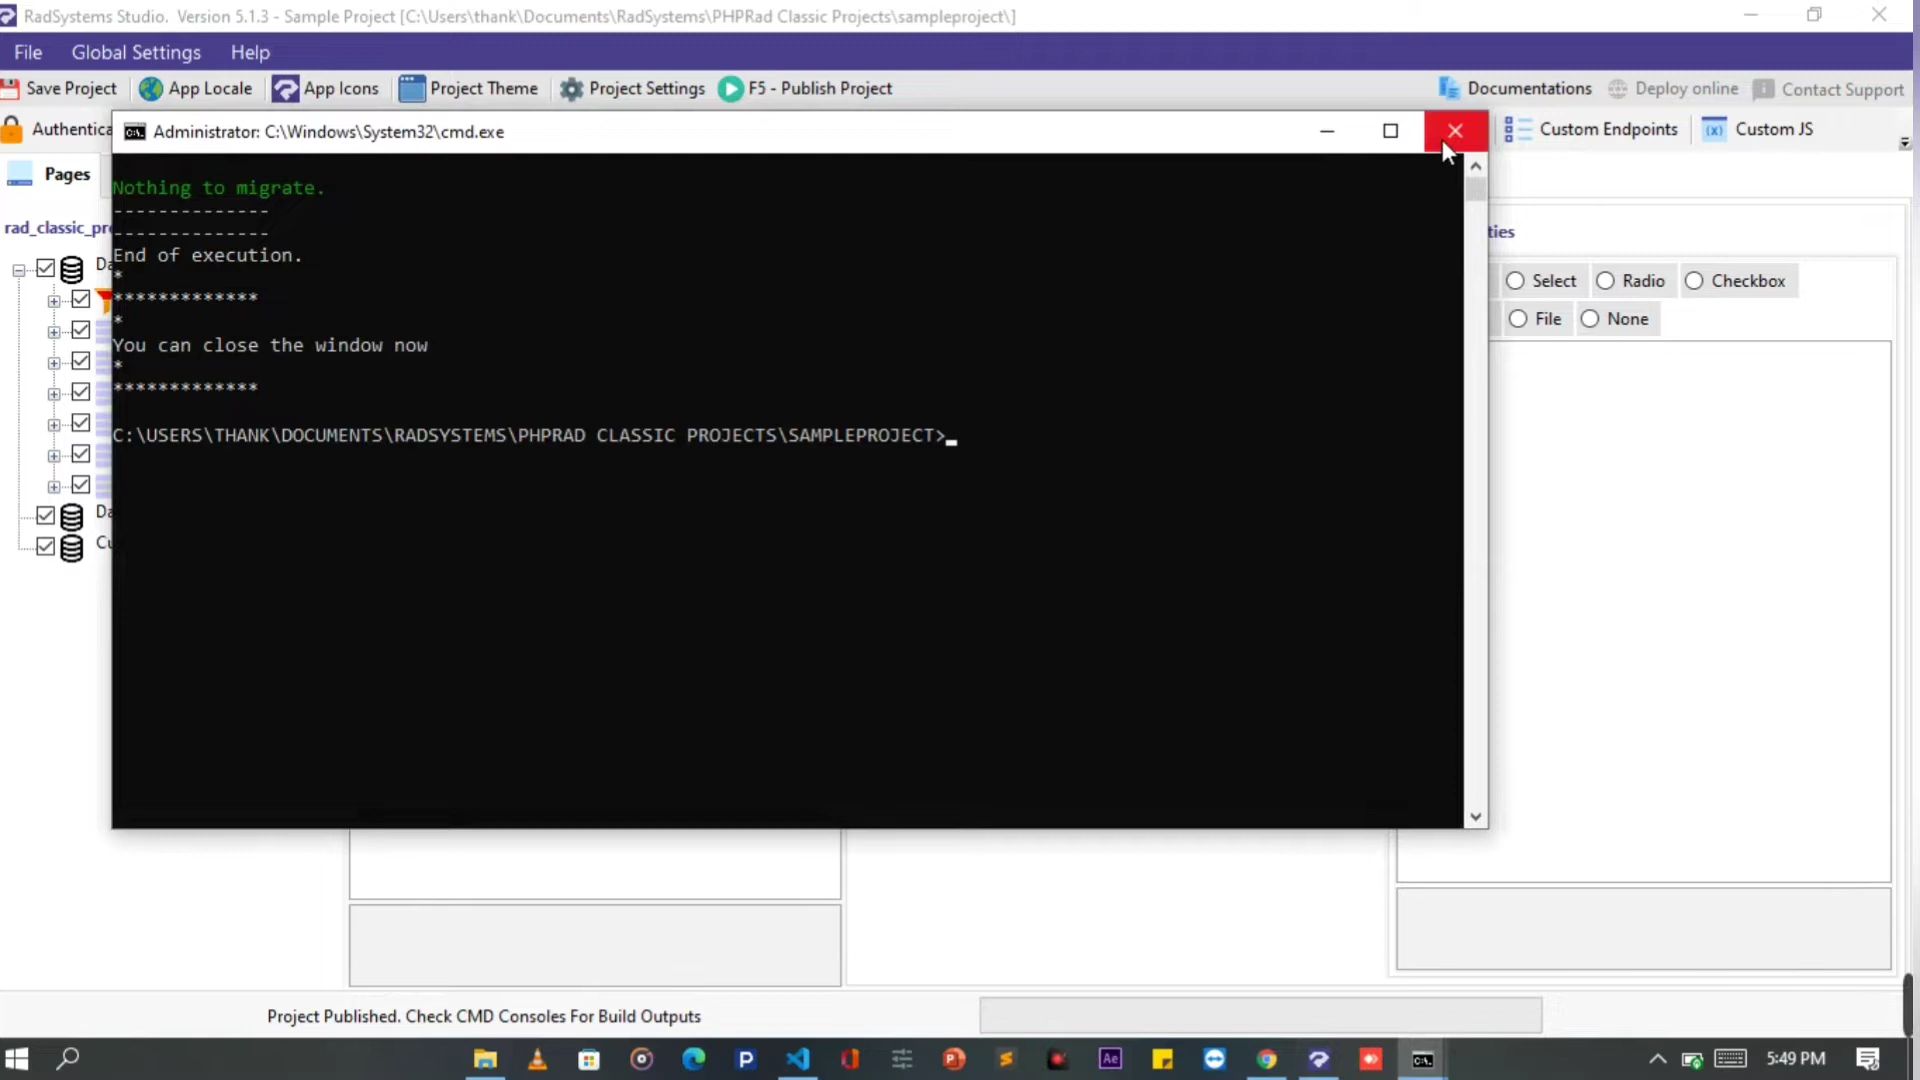 RadSystems Studio.  Version 5.1.3 - Sample Project [C:\Users\thank\Documents\RadSystems\PHPRad Classic Projects\sampleproject\]
File Global Settings Help
Save Project App Locale App Icons Project Theme Project Settings F5 - Publish Project Documentations Deploy online Contact Support
Authentica Custom Endpoints (x) Custom JS
Administrator: C:\Windows\System32\cmd.exe
Pages
rad_classic_pr
Da
Da
Cu
Nothing to migrate.
--------------
--------------
End of execution.
*
*************
*
You can close the window now
*
*************
C:\USERS\THANK\DOCUMENTS\RADSYSTEMS\PHPRAD CLASSIC PROJECTS\SAMPLEPROJECT>
ties
Select Radio Checkbox
File None
Project Published. Check CMD Consoles For Build Outputs
P Ae 5:49 PM